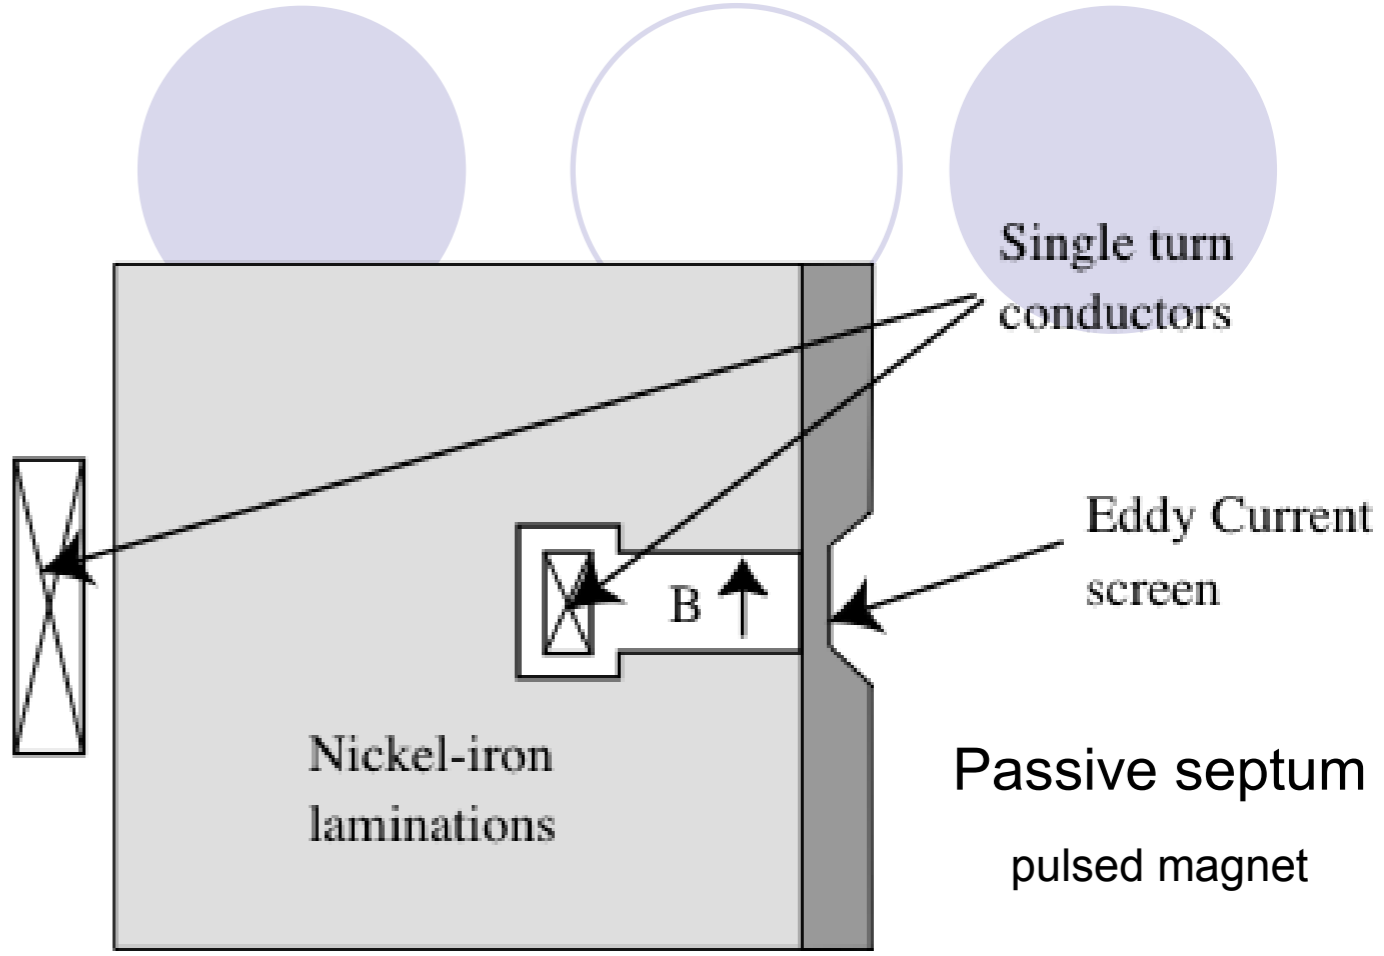 Single turn
conductors
Eddy Current
screen
B
Nickel-iron
laminations
Passive septum
pulsed magnet